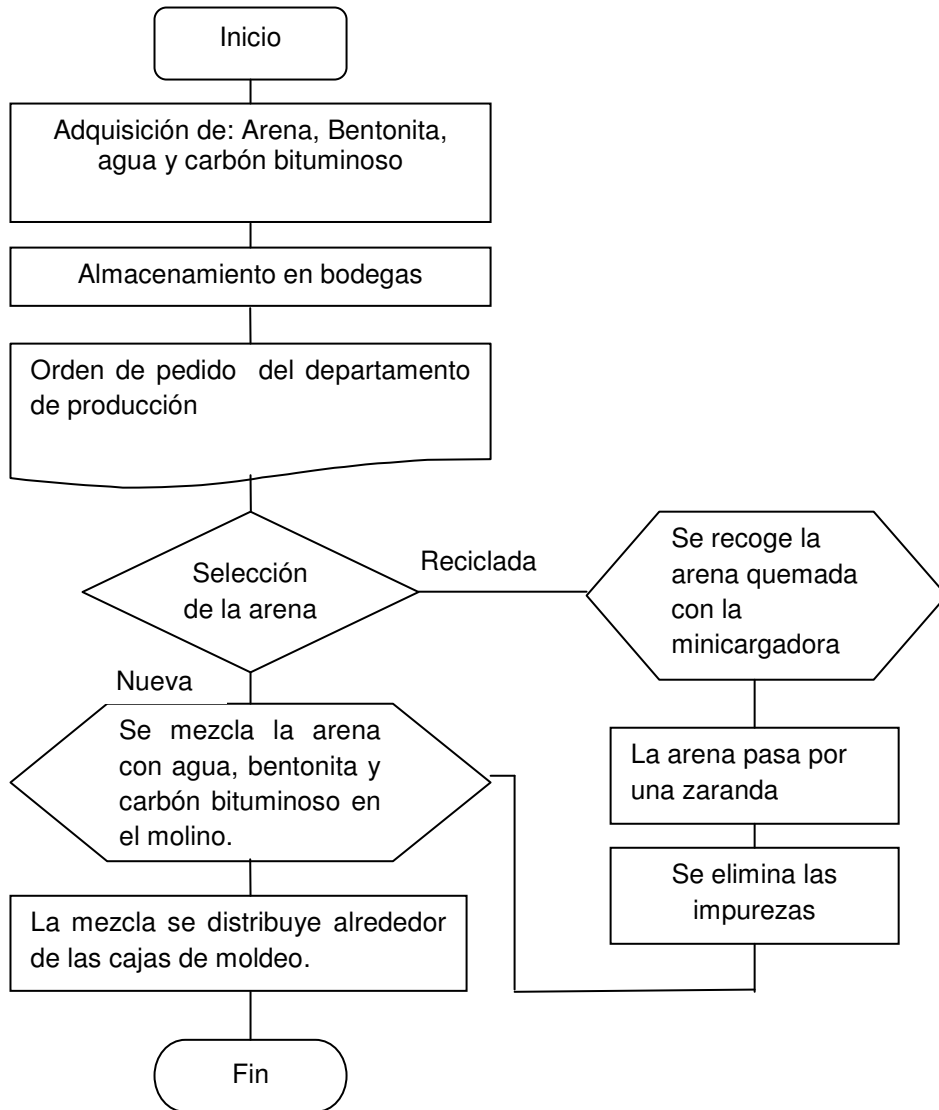 Inicio
Adquisición de: Arena, Bentonita,
agua y carbón bituminoso
Almacenamiento en bodegas
Orden de pedido del departamento
de producción
Selección
de la arena
Reciclada
Se recoge la
arena quemada
con la
minicargadora
La arena pasa por
una zaranda
Se elimina las
impurezas
Nueva
Se mezcla la arena
con agua, bentonita y
carbón bituminoso en
el molino.
La mezcla se distribuye alrededor
de las cajas de moldeo.
Fin